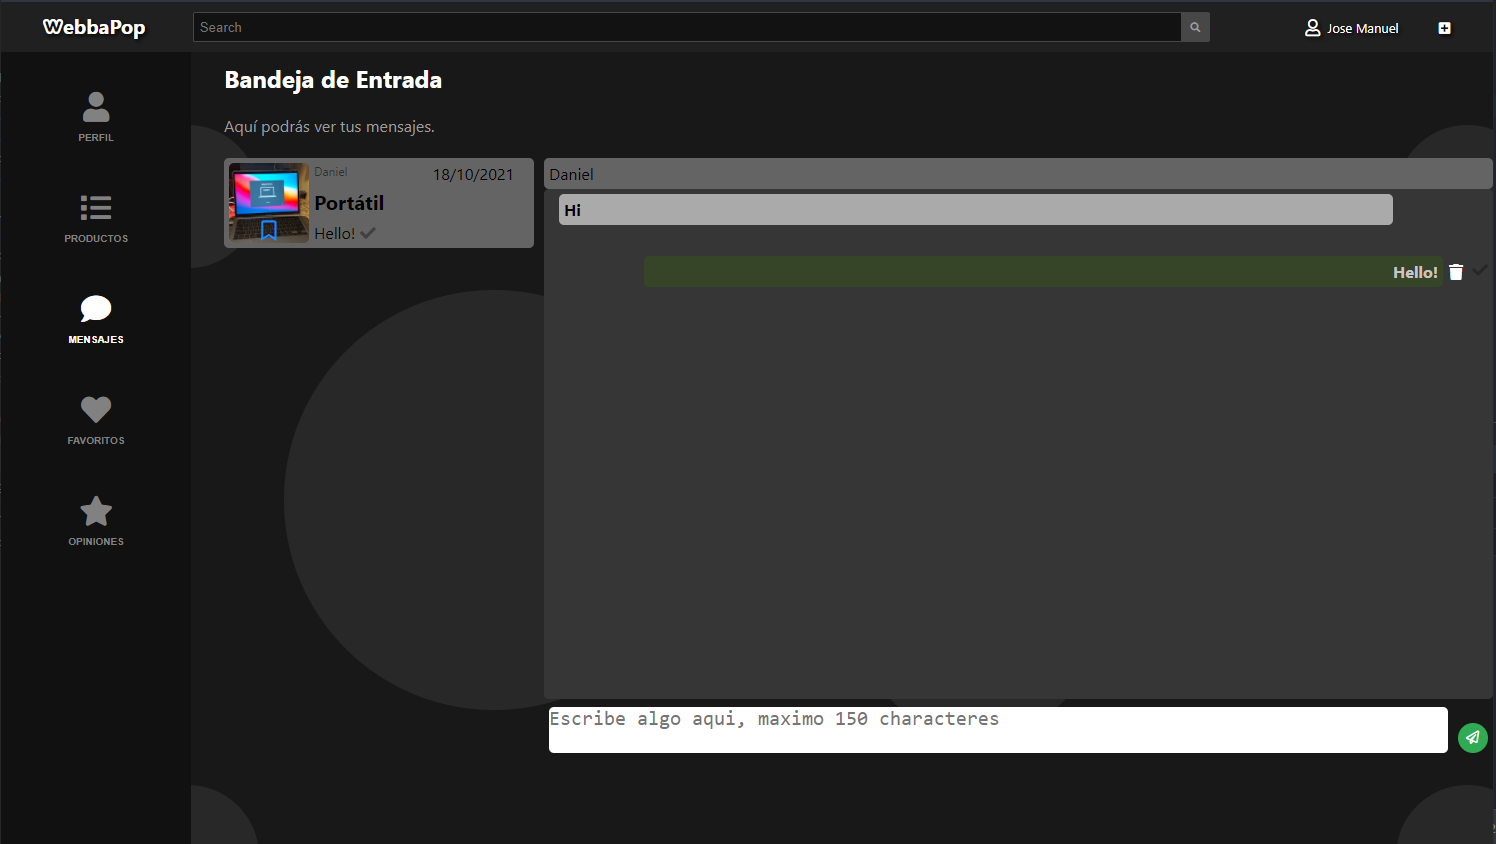 WebbaPop
Search
Jose Manuel
PERFIL
PRODUCTOS
MENSAJES
FAVORITOS
OPINIONES
Bandeja de Entrada
Aquí podrás ver tus mensajes.
Daniel
18/10/2021
Portátil
Hello!
Daniel
Hi
Hello!
Escribe algo aqui, maximo 150 characteres